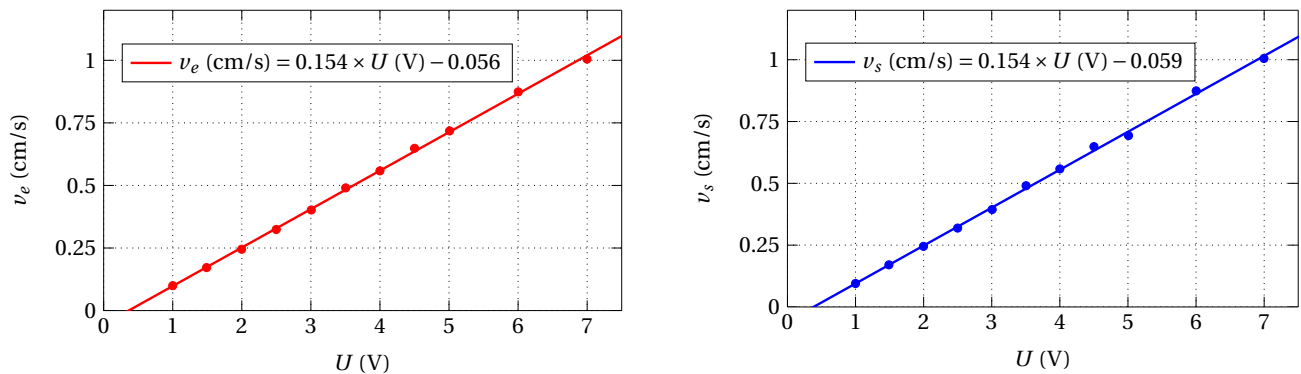 1
0.75
0.5
0.25
0
v_e (cm/s)
v_e (cm/s) = 0.154 × U (V) − 0.056
0 1 2 3 4 5 6 7
U (V)
1
0.75
0.5
0.25
0
v_s (cm/s)
v_s (cm/s) = 0.154 × U (V) − 0.059
0 1 2 3 4 5 6 7
U (V)